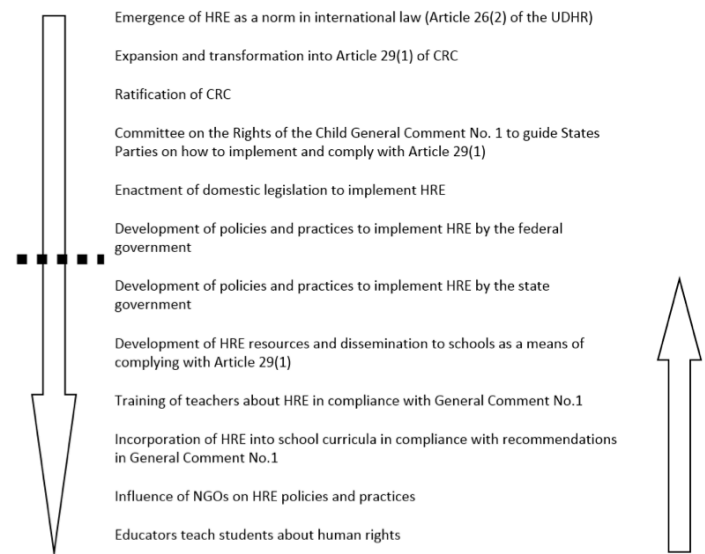 Emergence of HRE as a norm in international law (Article 26(2) of the UDHR)
Expansion and transformation into Article 29(1) of CRC
Ratification of CRC
Committee on the Rights of the Child General Comment No. 1 to guide States
Parties on how to implement and comply with Article 29(1)
Enactment of domestic legislation to implement HRE
Development of policies and practices to implement HRE by the federal
government
Development of policies and practices to implement HRE by the state
government
Development of HRE resources and dissemination to schools as a means of
complying with Article 29(1)
Training of teachers about HRE in compliance with General Comment No.1
Incorporation of HRE into school curricula in compliance with recommendations
in General Comment No.1
Influence of NGOs on HRE policies and practices
Educators teach students about human rights